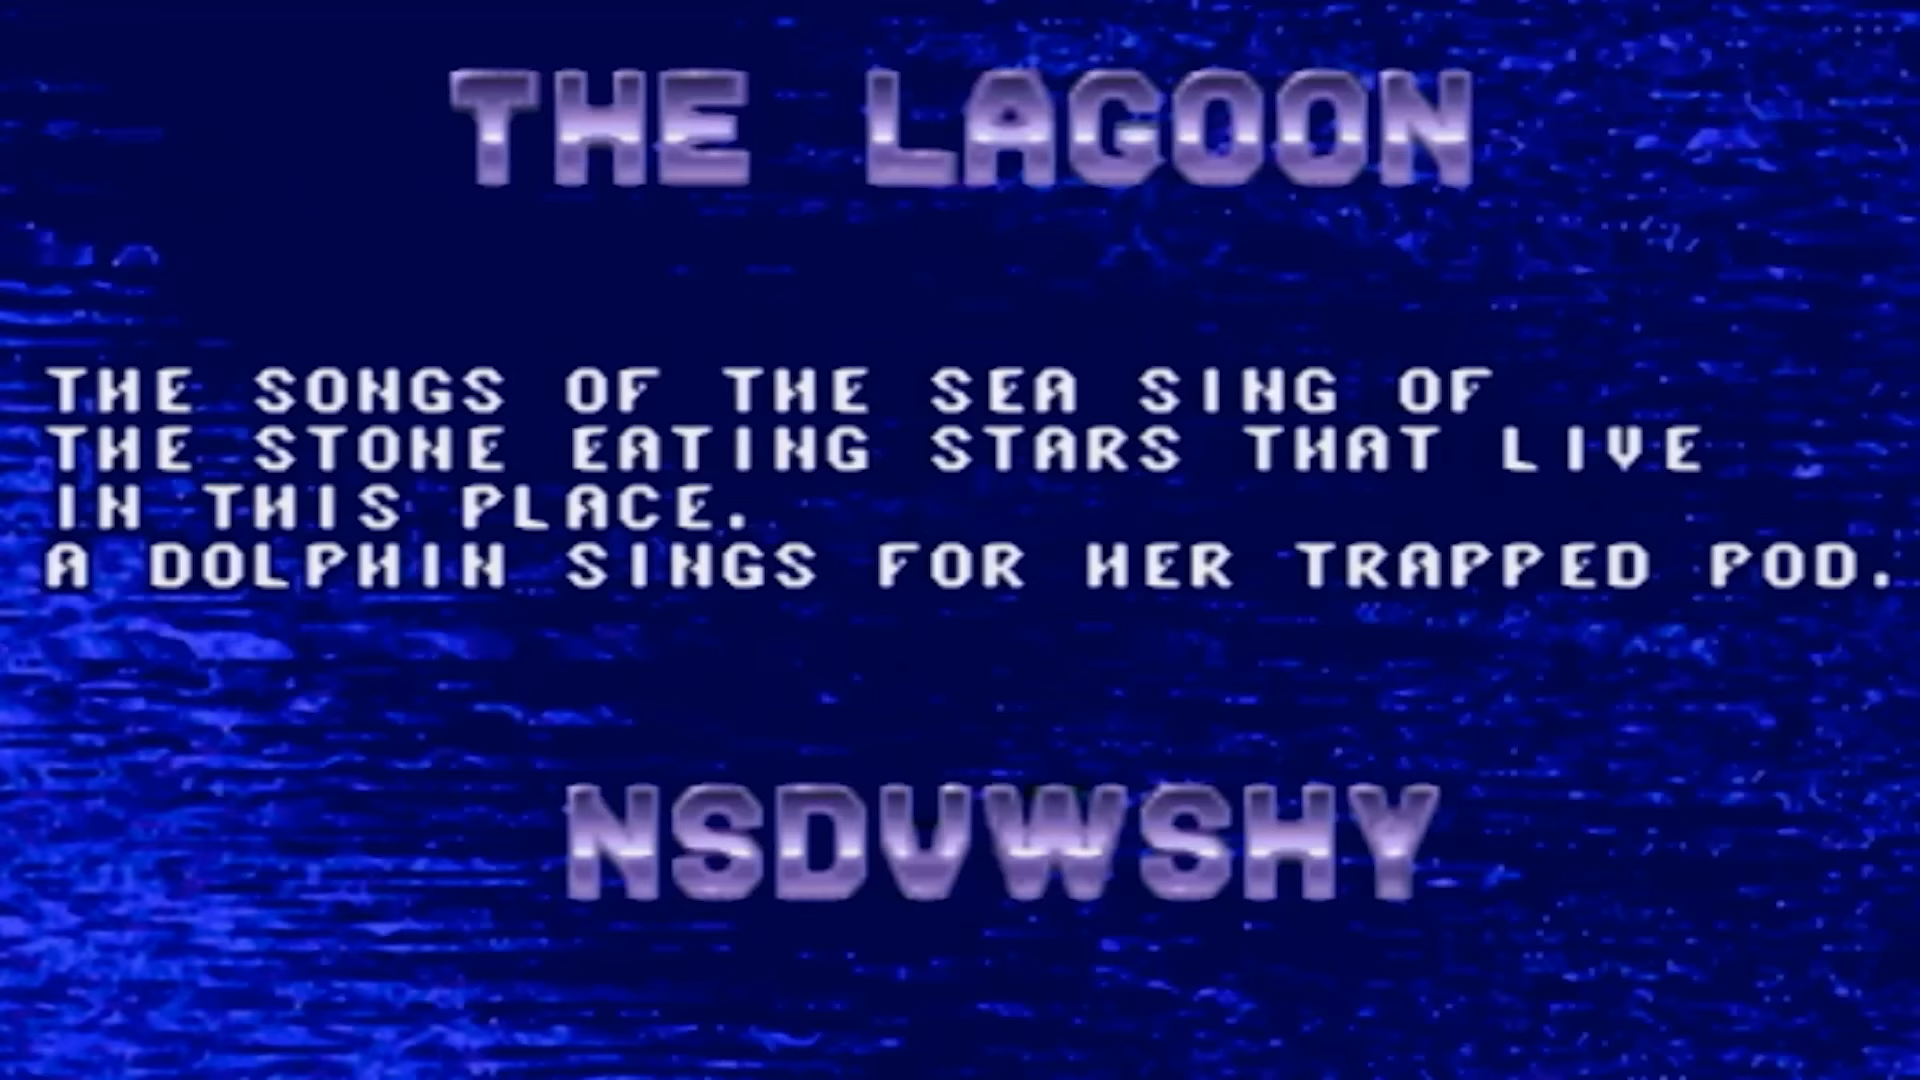 THE LAGOON
THE SONGS OF THE SEA SING OF
THE STONE EATING STARS THAT LIVE
IN THIS PLACE.
A DOLPHIN SINGS FOR HER TRAPPED POD.
NSDVWSHY